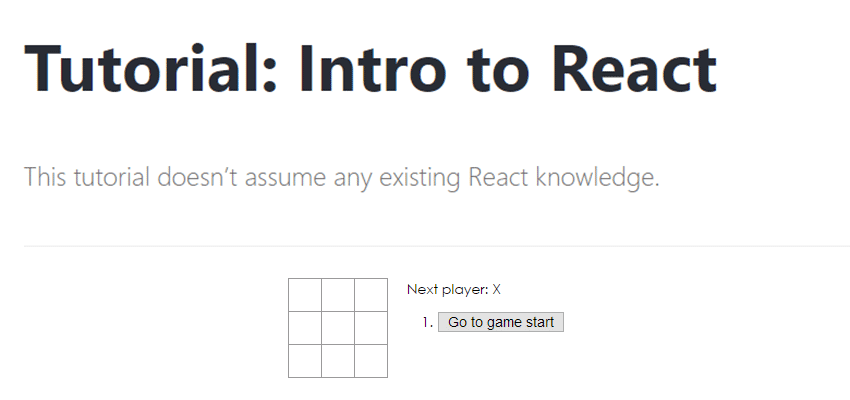 Tutorial: Intro to React
This tutorial doesn’t assume any existing React knowledge.
Next player: X
1. Go to game start